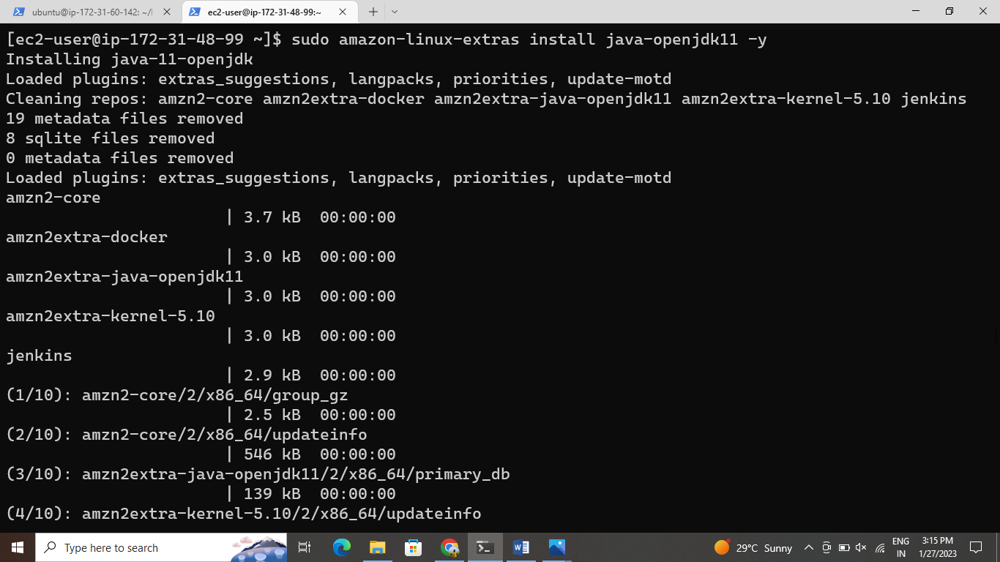 ubuntu@ip-172-31-60-142: ~/
ec2-user@ip-172-31-48-99:~
[ec2-user@ip-172-31-48-99 ~]$ sudo amazon-linux-extras install java-openjdk11 -y
Installing java-11-openjdk
Loaded plugins: extras_suggestions, langpacks, priorities, update-motd
Cleaning repos: amzn2-core amzn2extra-docker amzn2extra-java-openjdk11 amzn2extra-kernel-5.10 jenkins
19 metadata files removed
8 sqlite files removed
0 metadata files removed
Loaded plugins: extras_suggestions, langpacks, priorities, update-motd
amzn2-core
| 3.7 kB  00:00:00
amzn2extra-docker
| 3.0 kB  00:00:00
amzn2extra-java-openjdk11
| 3.0 kB  00:00:00
amzn2extra-kernel-5.10
| 3.0 kB  00:00:00
jenkins
| 2.9 kB  00:00:00
(1/10): amzn2-core/2/x86_64/group_gz
| 2.5 kB  00:00:00
(2/10): amzn2-core/2/x86_64/updateinfo
| 546 kB  00:00:00
(3/10): amzn2extra-java-openjdk11/2/x86_64/primary_db
| 139 kB  00:00:00
(4/10): amzn2extra-kernel-5.10/2/x86_64/updateinfo
Type here to search
29°C Sunny
ENG
IN
3:15 PM
1/27/2023